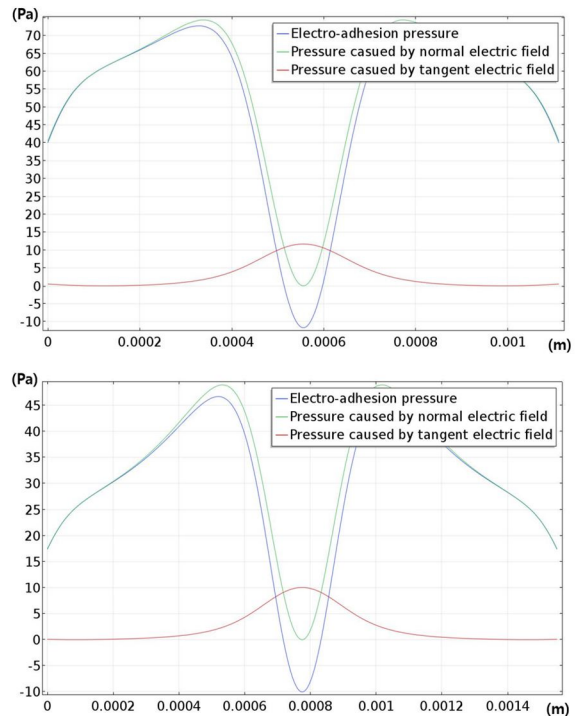 (Pa)
70
65
60
55
50
45
40
35
30
25
20
15
10
5
0
-5
-10
Electro-adhesion pressure
Pressure casued by normal electric field
Pressure casued by tangent electric field
0 0.0002 0.0004 0.0006 0.0008 0.001 (m)
(Pa)
45
40
35
30
25
20
15
10
5
0
-5
-10
Electro-adhesion pressure
Pressure caused by normal electric field
Pressure caused by tangent electric field
0 0.0002 0.0004 0.0006 0.0008 0.001 0.0012 0.0014 (m)